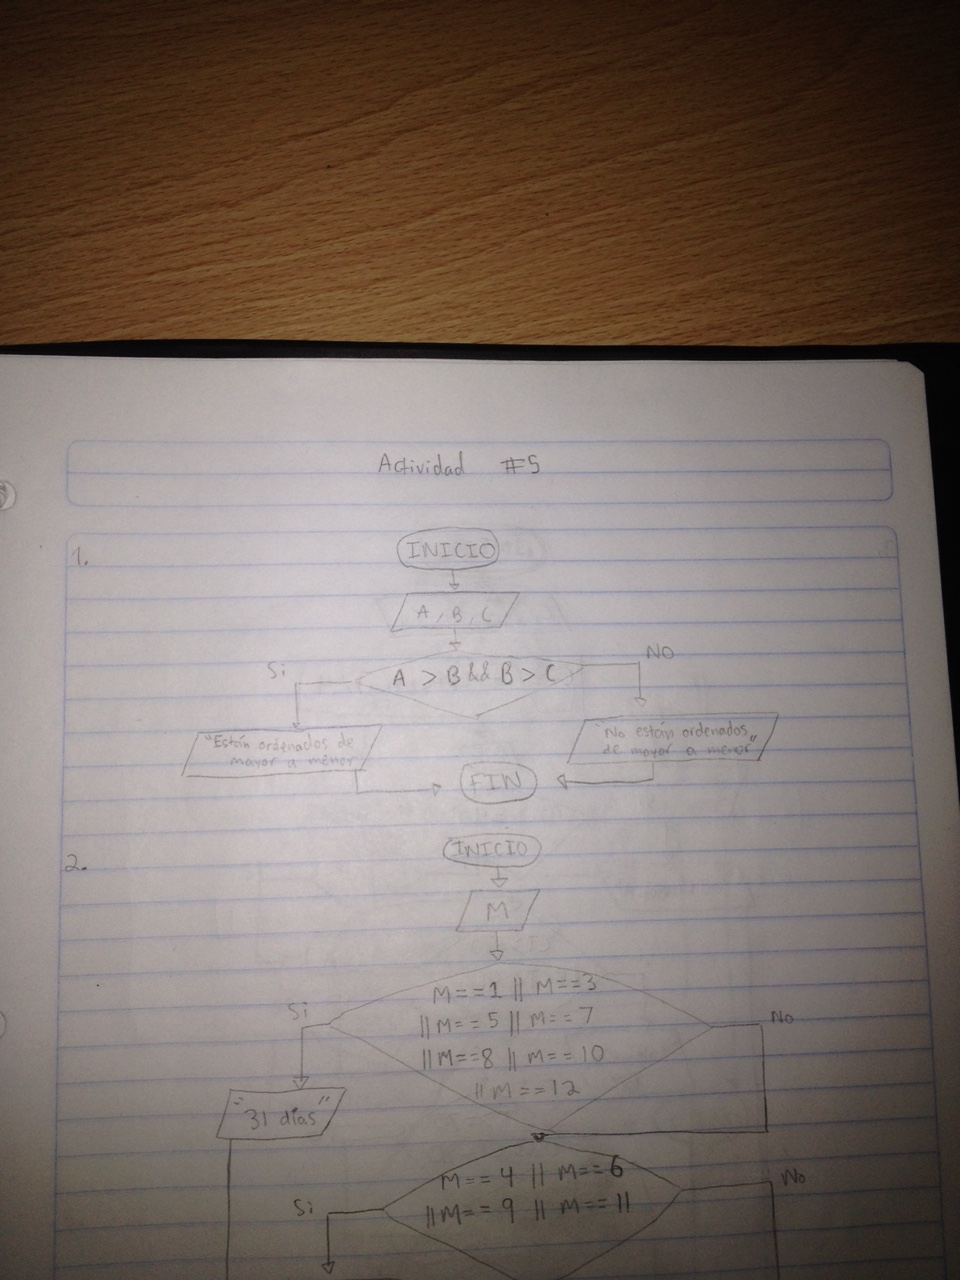 Actividad #5
1.
INICIO
A, B, C
Si
A > B && B > C
NO
"Están ordenados de
mayor a menor
"No están ordenados
de mayor a menor"
FIN
2.
INICIO
M
Si
M==1 || M==3
|| M==5 || M==7
|| M==8 || M==10
|| M==12
No
"31 días"
M==4 || M==6
|| M==9 || M==11
Si
No